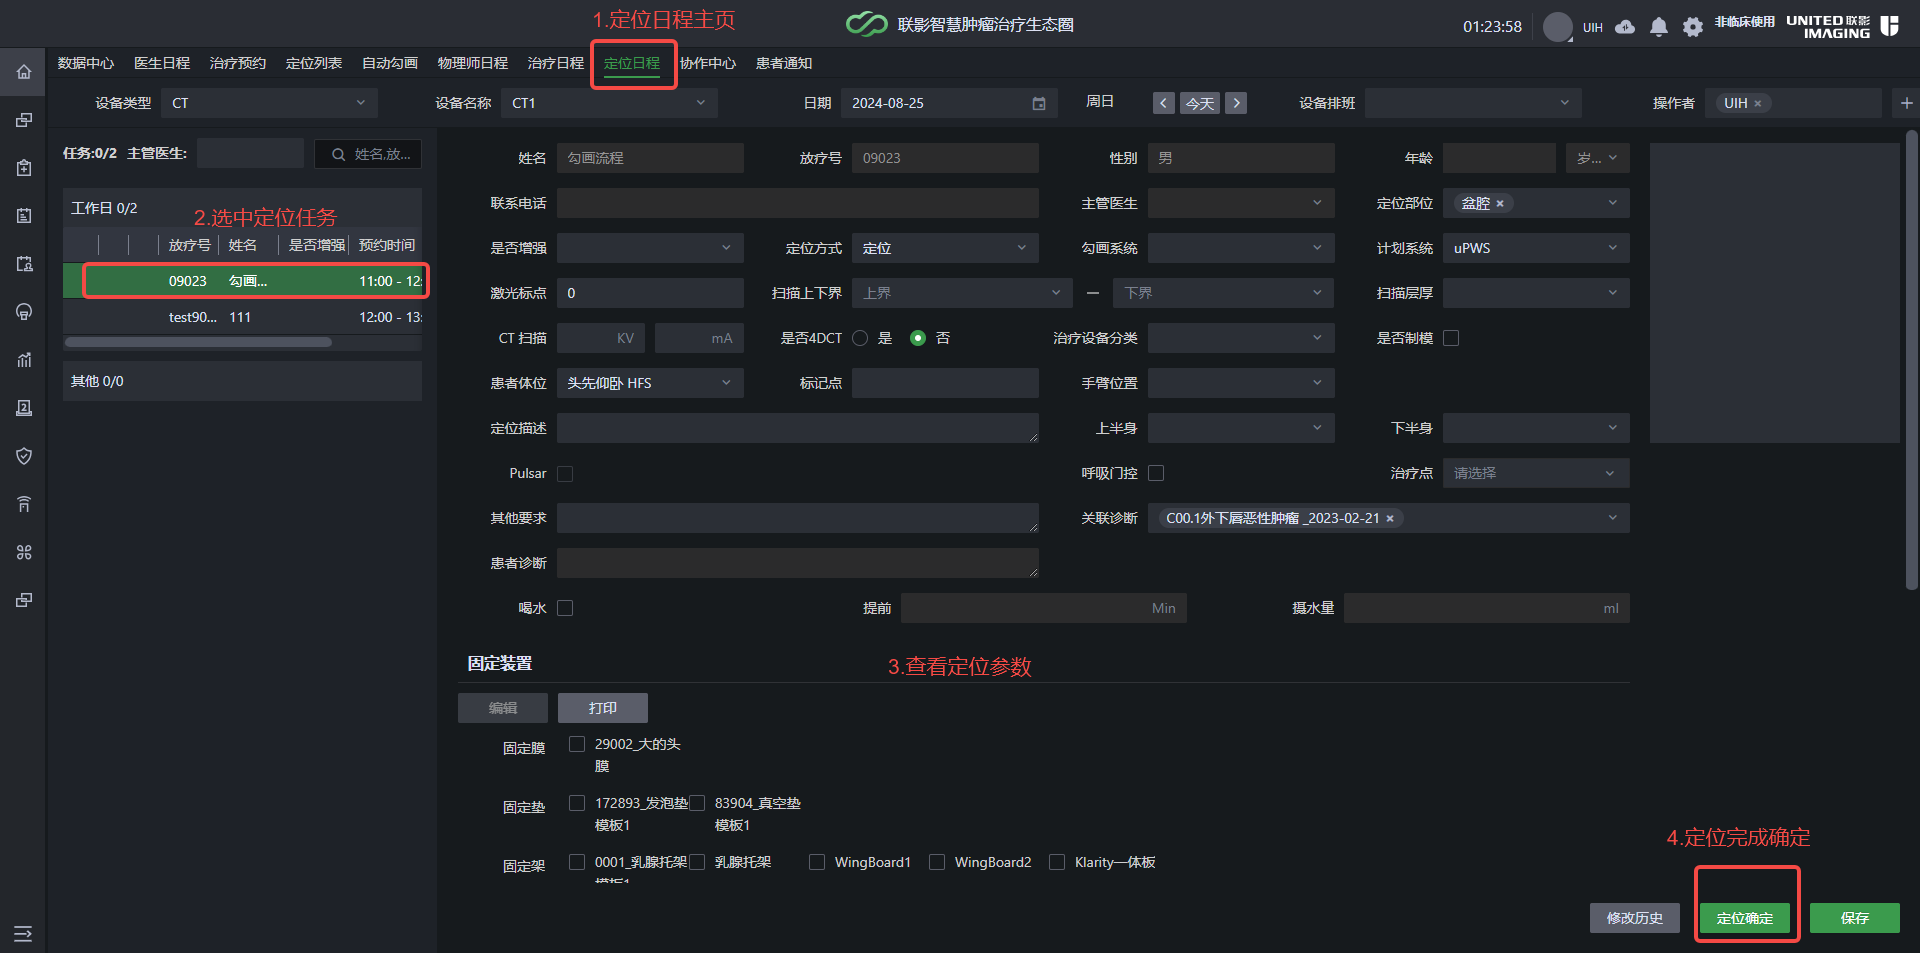 1.定位日程主页
联影智慧肿瘤治疗生态圈
01:23:58
UIH
非临床使用
UNITED 联影
IMAGING
数据中心 医生日程 治疗预约 定位列表 自动勾画 物理师日程 治疗日程 定位日程 协作中心 患者通知
设备类型 CT 设备名称 CT1 日期 2024-08-25 周日 今天 设备排班 操作者 UIH
任务:0/2 主管医生: 姓名,放...
工作日 0/2
2.选中定位任务
放疗号 姓名 是否增强 预约时间
09023 勾画... 11:00 - 12:
test90... 111 12:00 - 13:
其他 0/0
姓名 勾画流程 放疗号 09023 性别 男 年龄 岁...
联系电话 主管医生 定位部位 盆腔
是否增强 定位方式 定位 勾画系统 计划系统 uPWS
激光标点 0 扫描上下界 上界 — 下界 扫描层厚
CT 扫描 KV mA 是否4DCT 是 否 治疗设备分类 是否制模
患者体位 头先仰卧 HFS 标记点 手臂位置
定位描述 上半身 下半身
Pulsar 呼吸门控 治疗点 请选择
其他要求 关联诊断 C00.1外下唇恶性肿瘤 _2023-02-21
患者诊断
喝水 提前 Min 摄水量 ml
固定装置
3.查看定位参数
编辑 打印
固定膜 29002_大的头
膜
固定垫 172893_发泡垫 83904_真空垫
模板1 模板1
固定架 0001_乳腺托架 乳腺托架 WingBoard1 WingBoard2 Klarity一体板
模板1
4.定位完成确定
修改历史 定位确定 保存